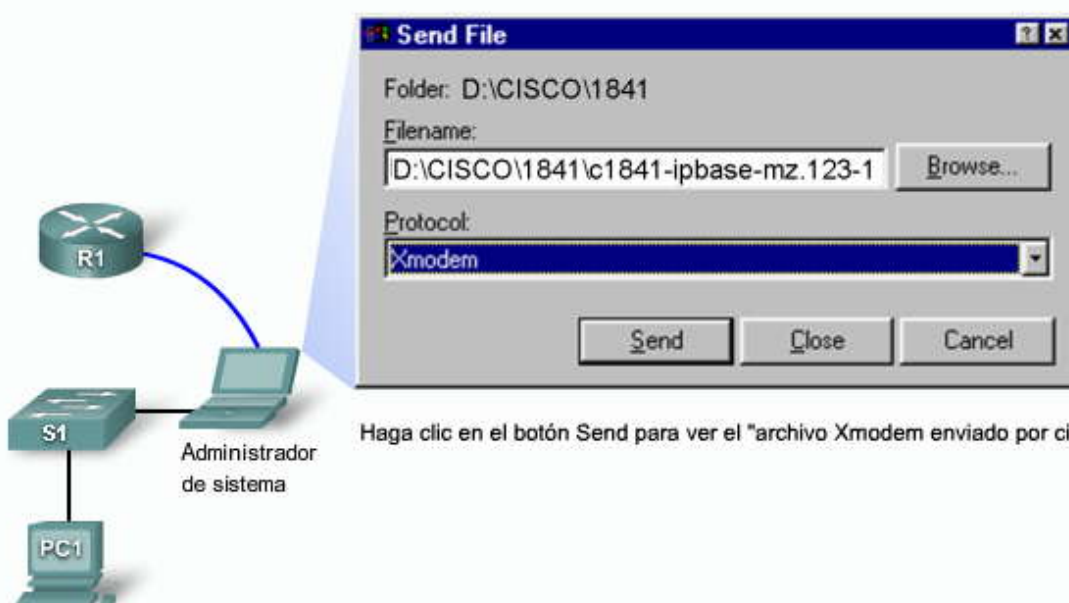 Send File
Folder: D:\CISCO\1841
Filename:
D:\CISCO\1841\c1841-ipbase-mz.123-1
Browse...
Protocol:
Xmodem
Send
Close
Cancel
R1
S1
Administrador
de sistema
PC1
Haga clic en el botón Send para ver el "archivo Xmodem enviado por